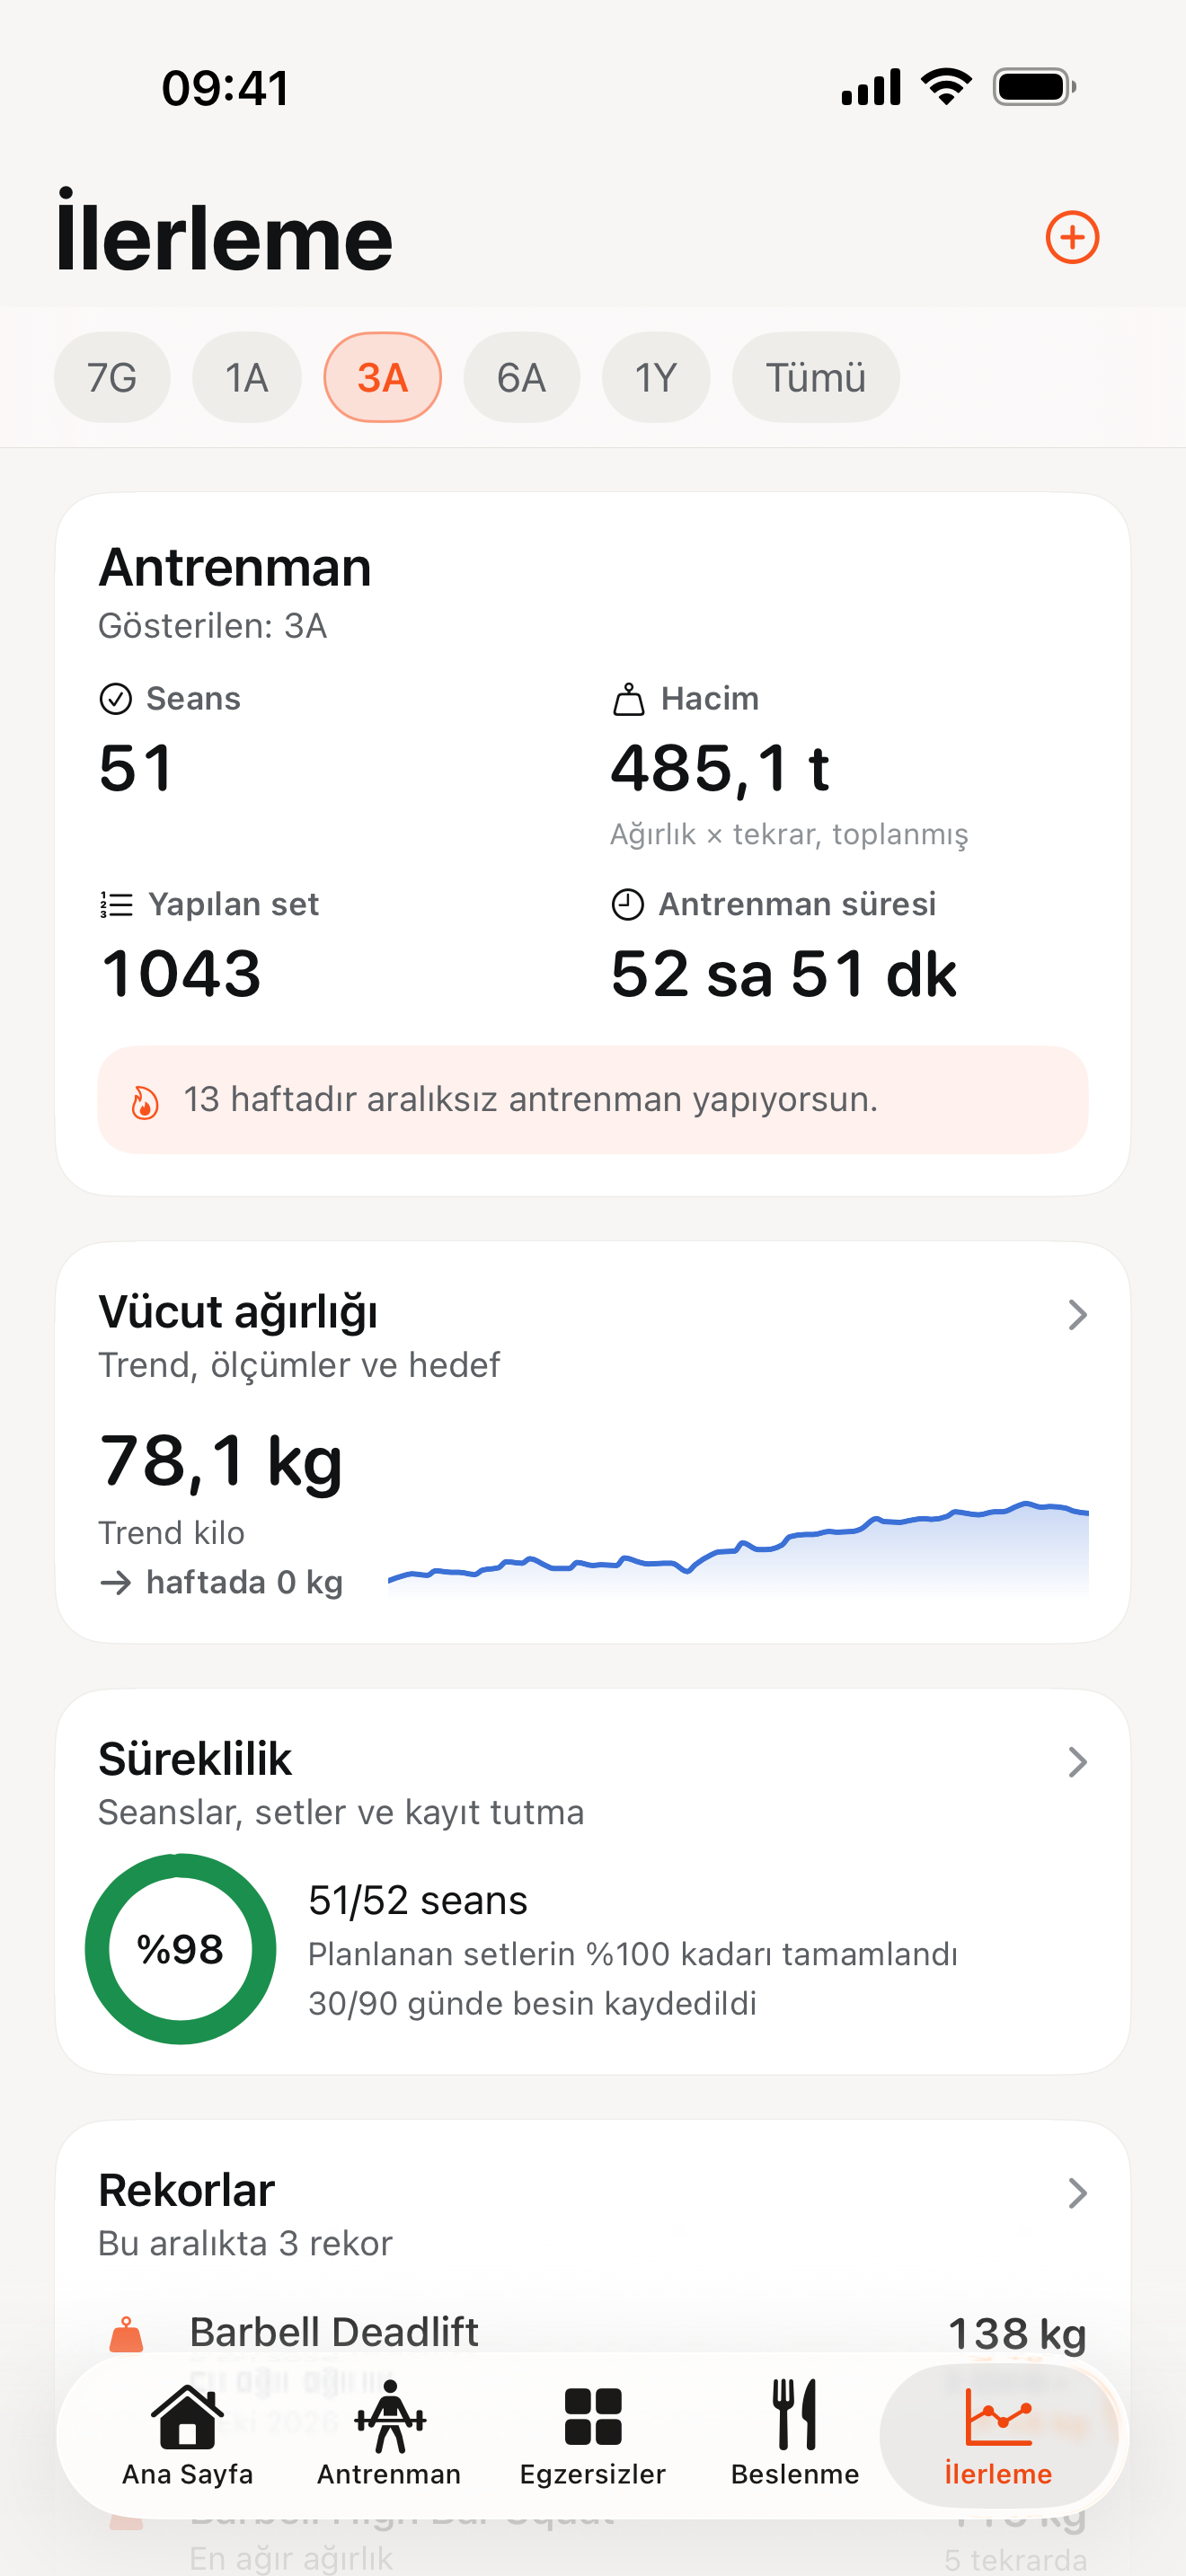 09:41
İlerleme
7G
1A
3A
6A
1Y
Tümü
Antrenman
Gösterilen: 3A
Seans
Hacim
51
485,1 t
Ağırlık × tekrar, toplanmış
Yapılan set
Antrenman süresi
1043
52 sa 51 dk
13 haftadır aralıksız antrenman yapıyorsun.
Vücut ağırlığı
Trend, ölçümler ve hedef
78,1 kg
Trend kilo
→ haftada 0 kg
Süreklilik
Seanslar, setler ve kayıt tutma
%98
51/52 seans
Planlanan setlerin %100 kadarı tamamlandı
30/90 günde besin kaydedildi
Rekorlar
Bu aralıkta 3 rekor
Barbell Deadlift
138 kg
Ana Sayfa
Antrenman
Egzersizler
Beslenme
İlerleme
En ağır ağırlık
5 tekrarda